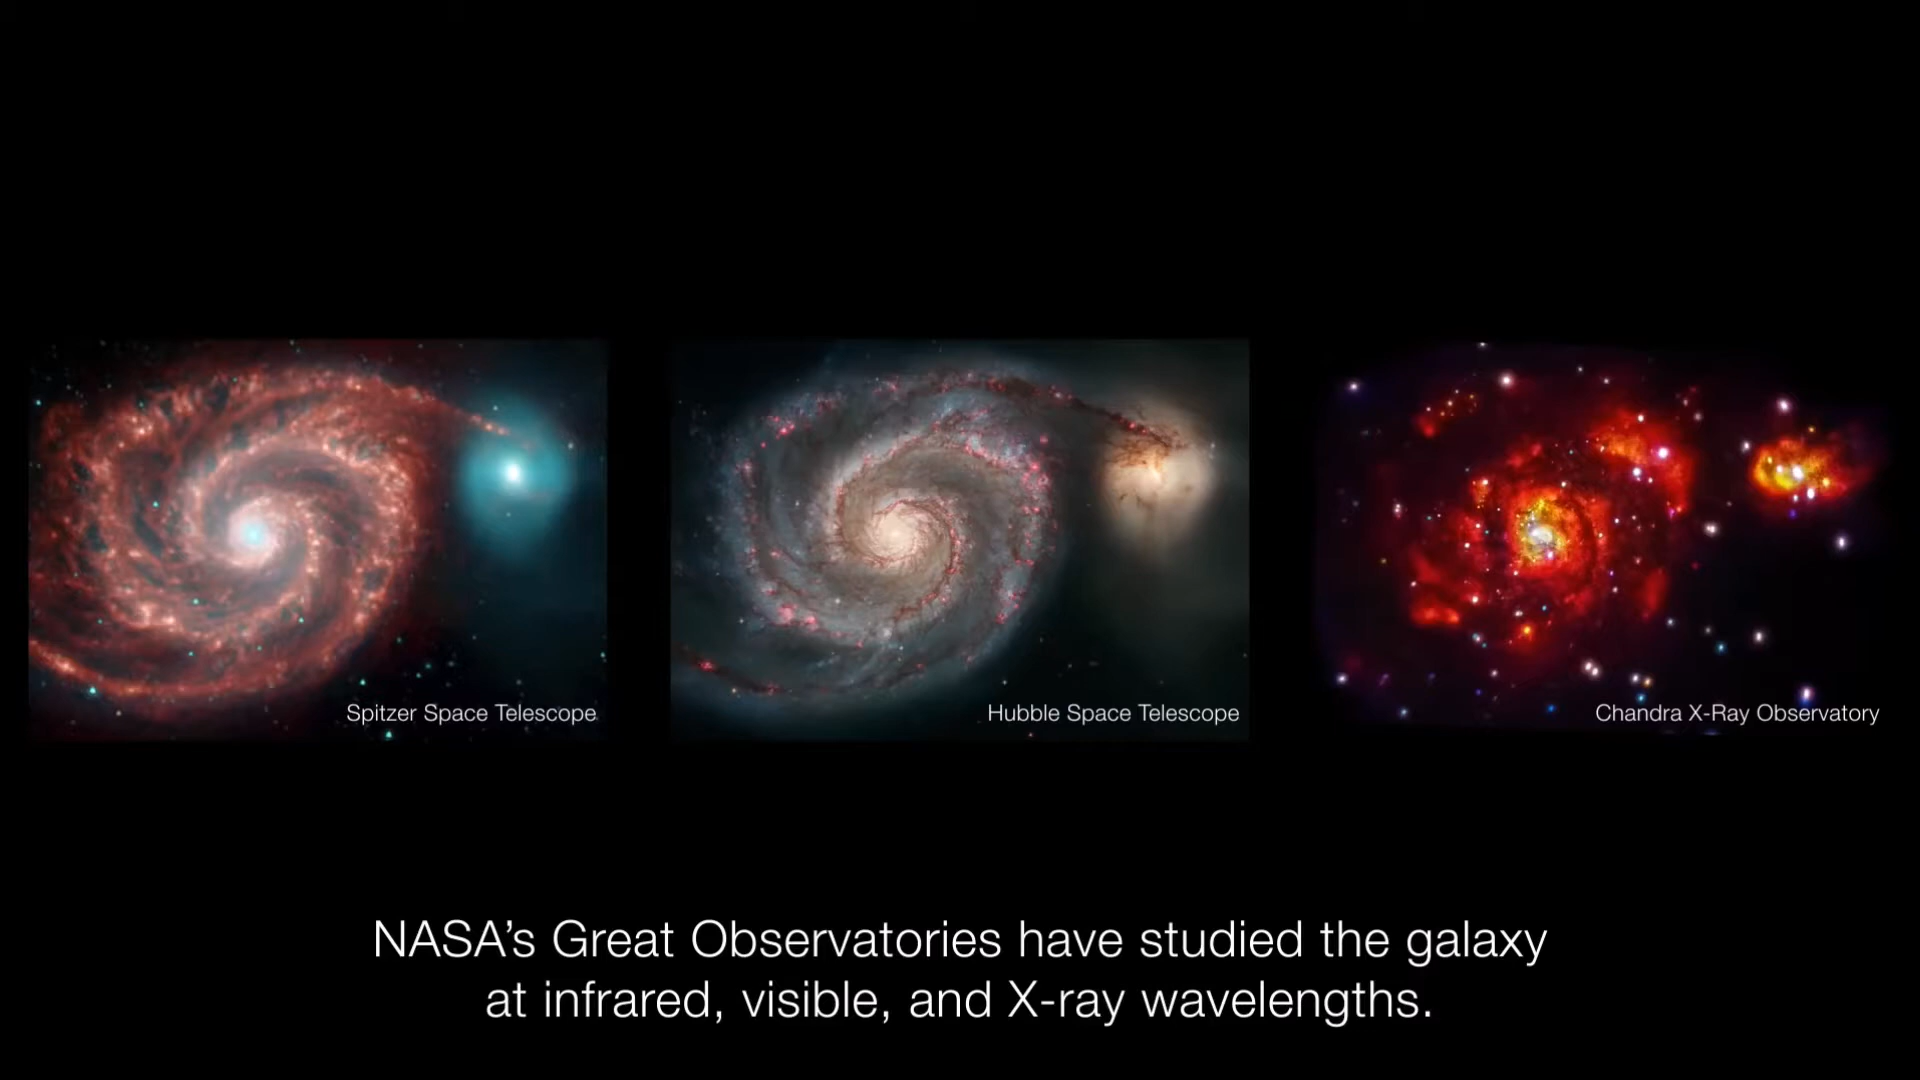 Spitzer Space Telescope
Hubble Space Telescope
Chandra X-Ray Observatory
NASA’s Great Observatories have studied the galaxy
at infrared, visible, and X-ray wavelengths.